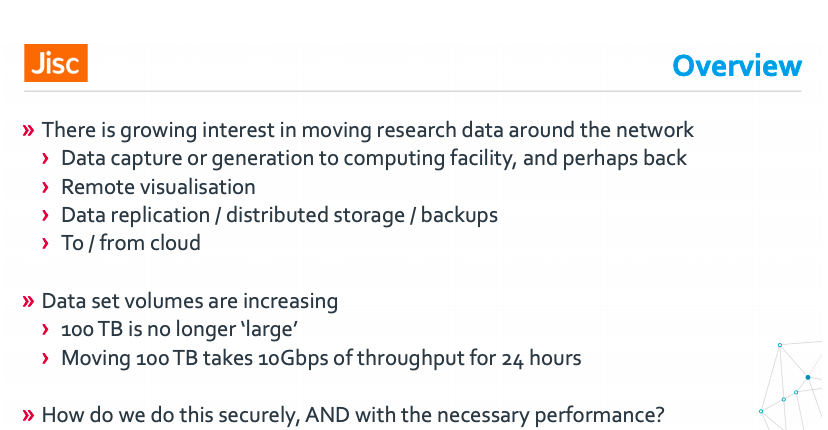 Jisc
Overview
» There is growing interest in moving research data around the network
› Data capture or generation to computing facility, and perhaps back
› Remote visualisation
› Data replication / distributed storage / backups
› To / from cloud
» Data set volumes are increasing
› 100 TB is no longer ‘large’
› Moving 100 TB takes 10Gbps of throughput for 24 hours
» How do we do this securely, AND with the necessary performance?